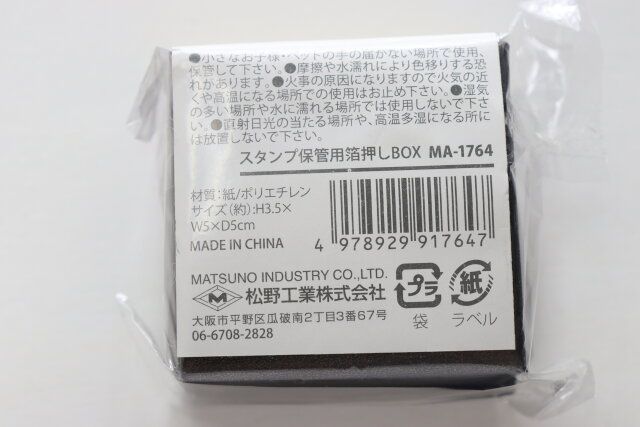 ●小さなお子様・ペットの手の届かない場所で使用、
保管して下さい。●摩擦や水濡れにより色移りする恐
れがあります。●火事の原因になりますので火気の近
くや高温になる場所での使用はお止め下さい。●湿気
の多い場所や水に濡れる場所では使用しないで下さ
い。●直射日光の当たる場所や、高温多湿になる所に
は放置しないで下さい。
スタンプ保管用箔押しBOX MA-1764
材質：紙/ポリエチレン
サイズ（約）:H3.5×
W5×D5cm
MADE IN CHINA
4 978929 917647
MATSUNO INDUSTRY CO.,LTD.
M 松野工業株式会社
大阪市平野区瓜破南2丁目3番67号
06-6708-2828
プラ
袋
紙
ラベル